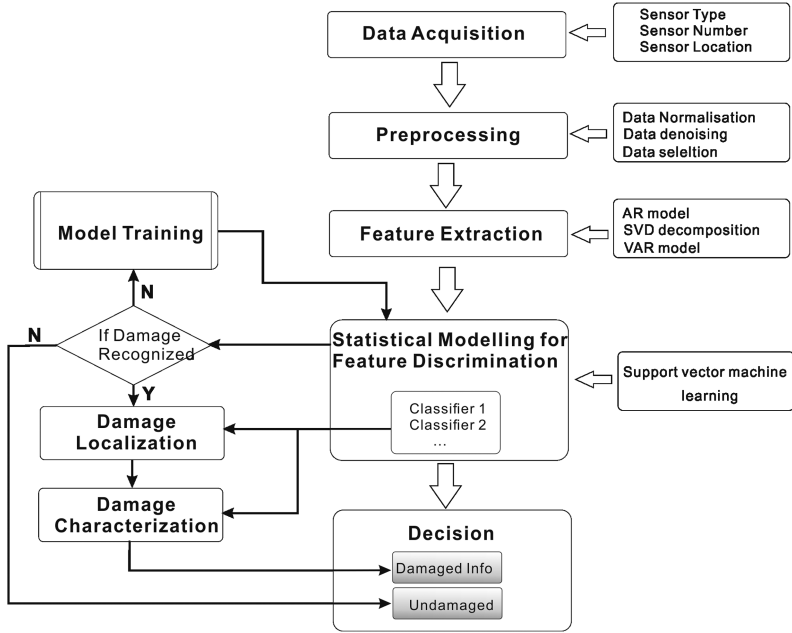 Data Acquisition
Sensor Type
Sensor Number
Sensor Location
Preprocessing
Data Normalisation
Data denoising
Data seleltion
Feature Extraction
AR model
SVD decomposition
VAR model
Model Training
N
N
If Damage
Recognized
Y
Statistical Modelling for
Feature Discrimination
Classifier 1
Classifier 2
...
Support vector machine
learning
Damage
Localization
Damage
Characterization
Decision
Damaged Info
Undamaged